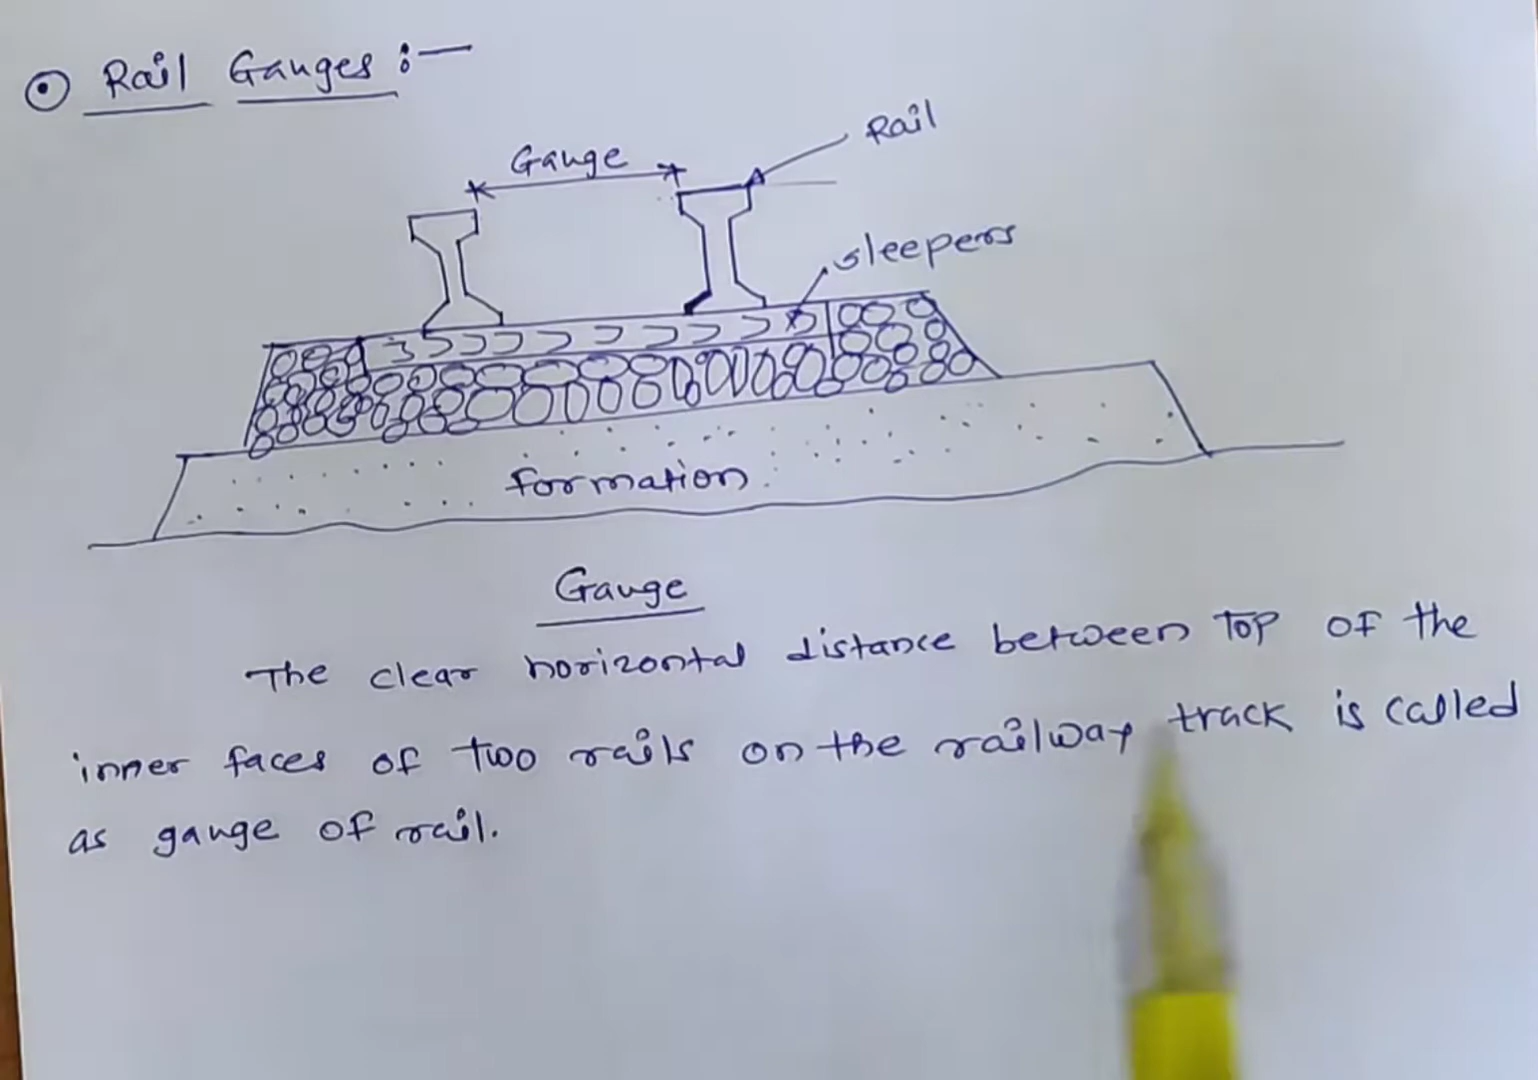 ⊙ Rail Gauges :—
Gauge
Rail
sleepers
formation
Gauge
The clear horizontal distance between Top of the
inner faces of two rails on the railway track is called
as gauge of rail.